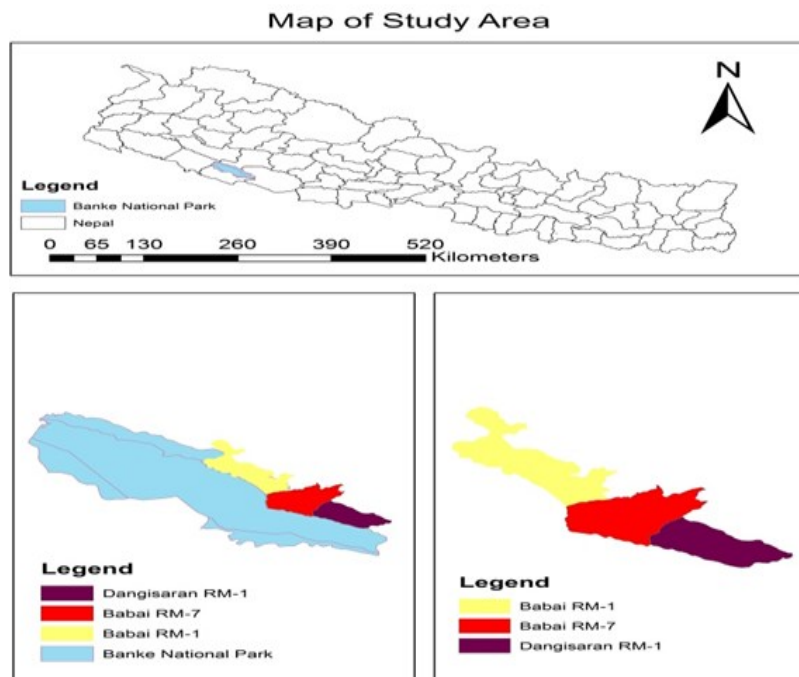 Map of Study Area
N
Legend
Banke National Park
Nepal
0 65 130 260 390 520
Kilometers
Legend
Dangisaran RM-1
Babai RM-7
Babai RM-1
Banke National Park
Legend
Babai RM-1
Babai RM-7
Dangisaran RM-1